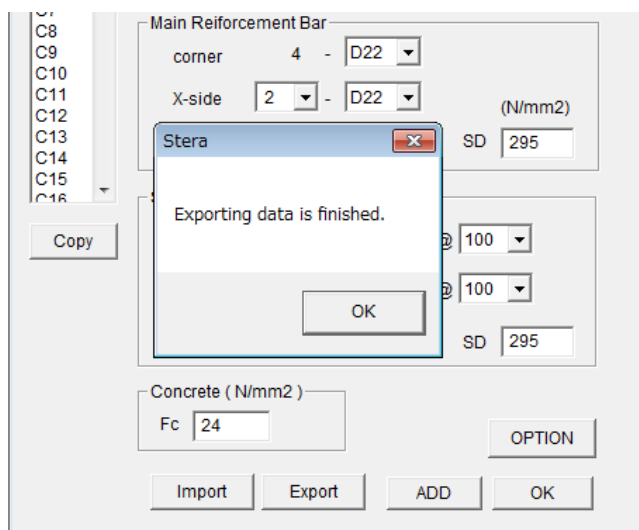 C8
C9
C10
C11
C12
C13
C14
C15
C16
Copy
Main Reiforcement Bar
corner 4 - D22
X-side 2 - D22
(N/mm2)
SD 295
Stera
Exporting data is finished.
OK
@ 100
@ 100
SD 295
Concrete ( N/mm2 )
Fc 24
OPTION
Import Export ADD OK